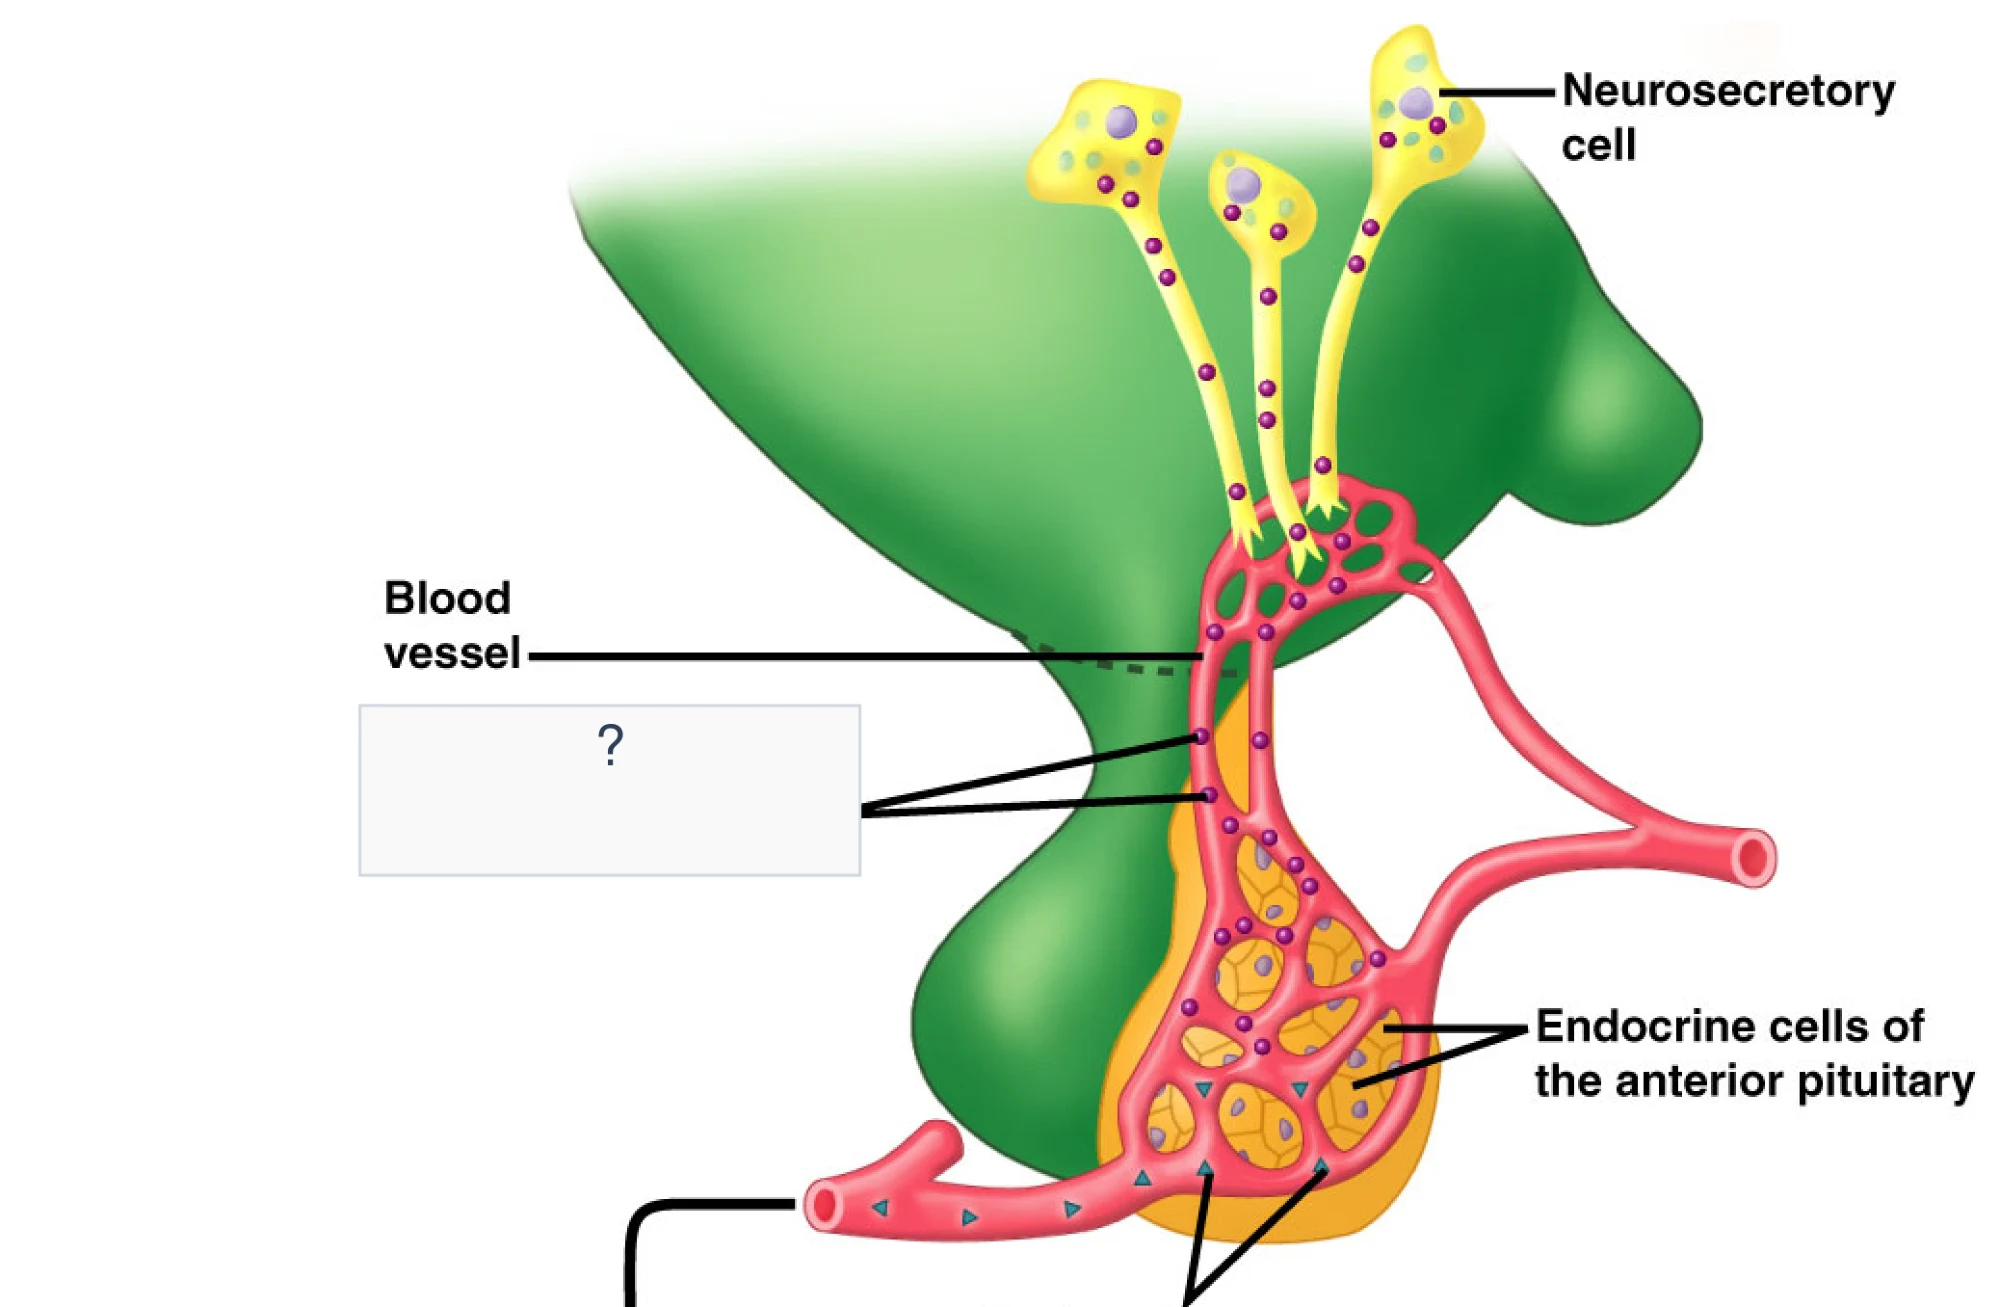 Neurosecretory
cell
Blood
vessel
?
Endocrine cells of
the anterior pituitary